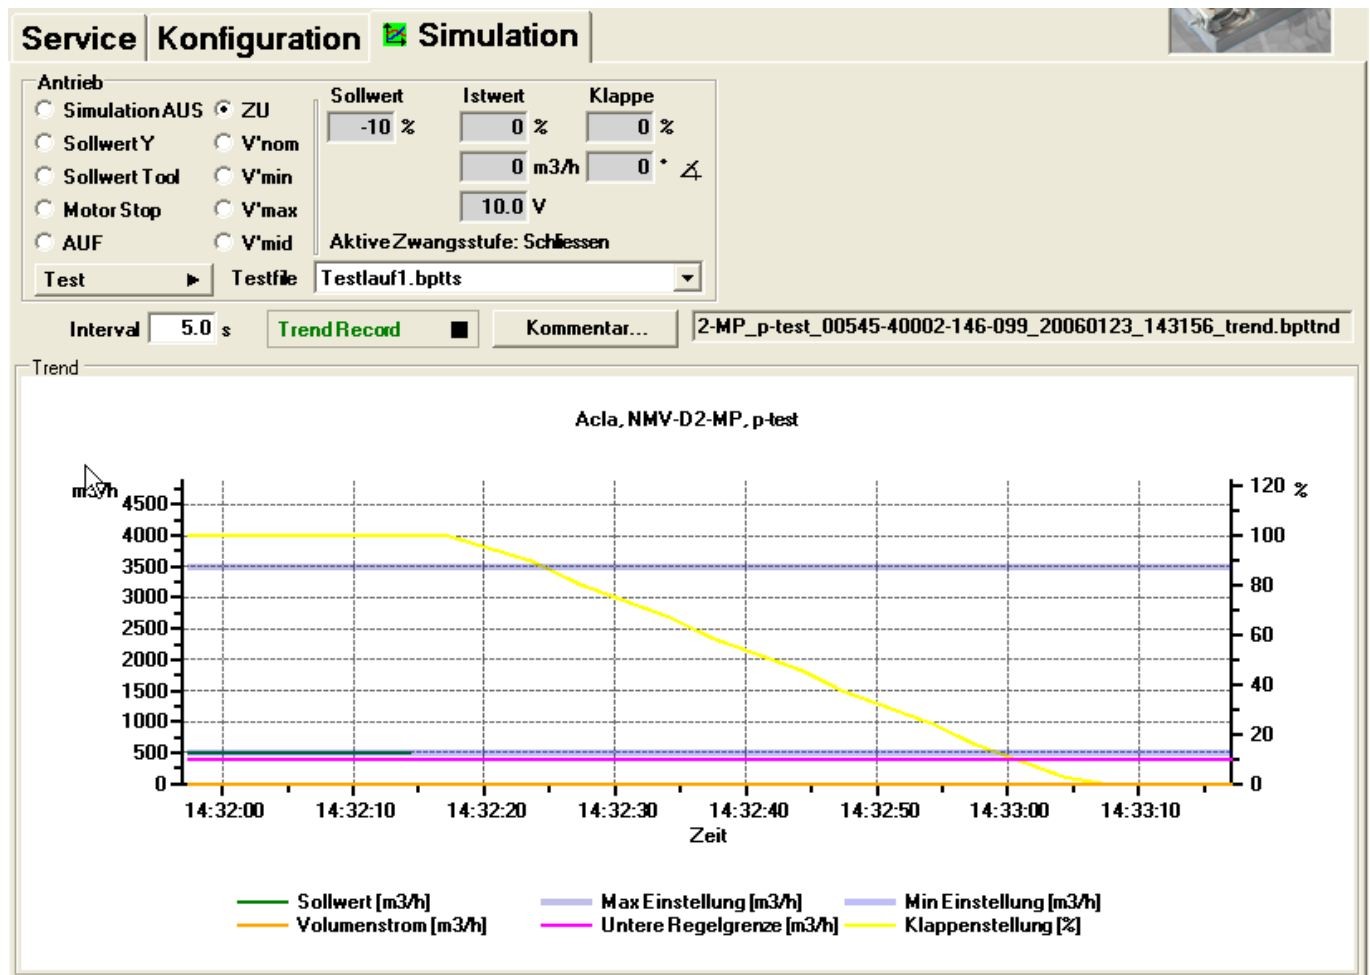 Service Konfiguration Simulation
Antrieb
Simulation AUS ZU Sollwert Istwert Klappe
-10 % 0 % 0 %
Sollwert Y V'nom
Sollwert Tool V'min 0 m3/h 0 °
Motor Stop V'max 10.0 V
AUF V'mid Aktive Zwangsstufe: Schliessen
Test Testfile Testlauf1.bptts
Interval 5.0 s Trend Record Kommentar... 2-MP_p-test_00545-40002-146-099_20060123_143156_trend.bpttnd
Trend
Acla, NMV-D2-MP, p-test
m3/h 120 %
4500
4000 100
3500
3000 80
2500 60
2000
1500 40
1000
500 20
0 0
14:32:00 14:32:10 14:32:20 14:32:30 14:32:40 14:32:50 14:33:00 14:33:10
Zeit
Sollwert [m3/h] Max Einstellung [m3/h] Min Einstellung [m3/h]
Volumenstrom [m3/h] Untere Regelgrenze [m3/h] Klappenstellung [%]